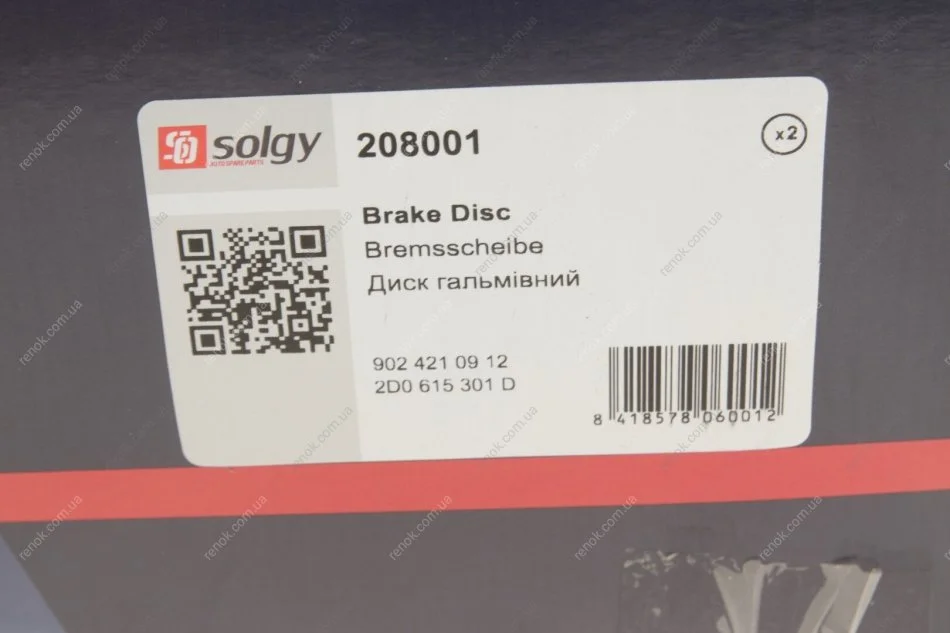 solgy
AUTO SPARE PARTS
208001
x2
Brake Disc
Bremsscheibe
Диск гальмівний
902 421 09 12
2D0 615 301 D
8 418578 060012
renok.com.ua